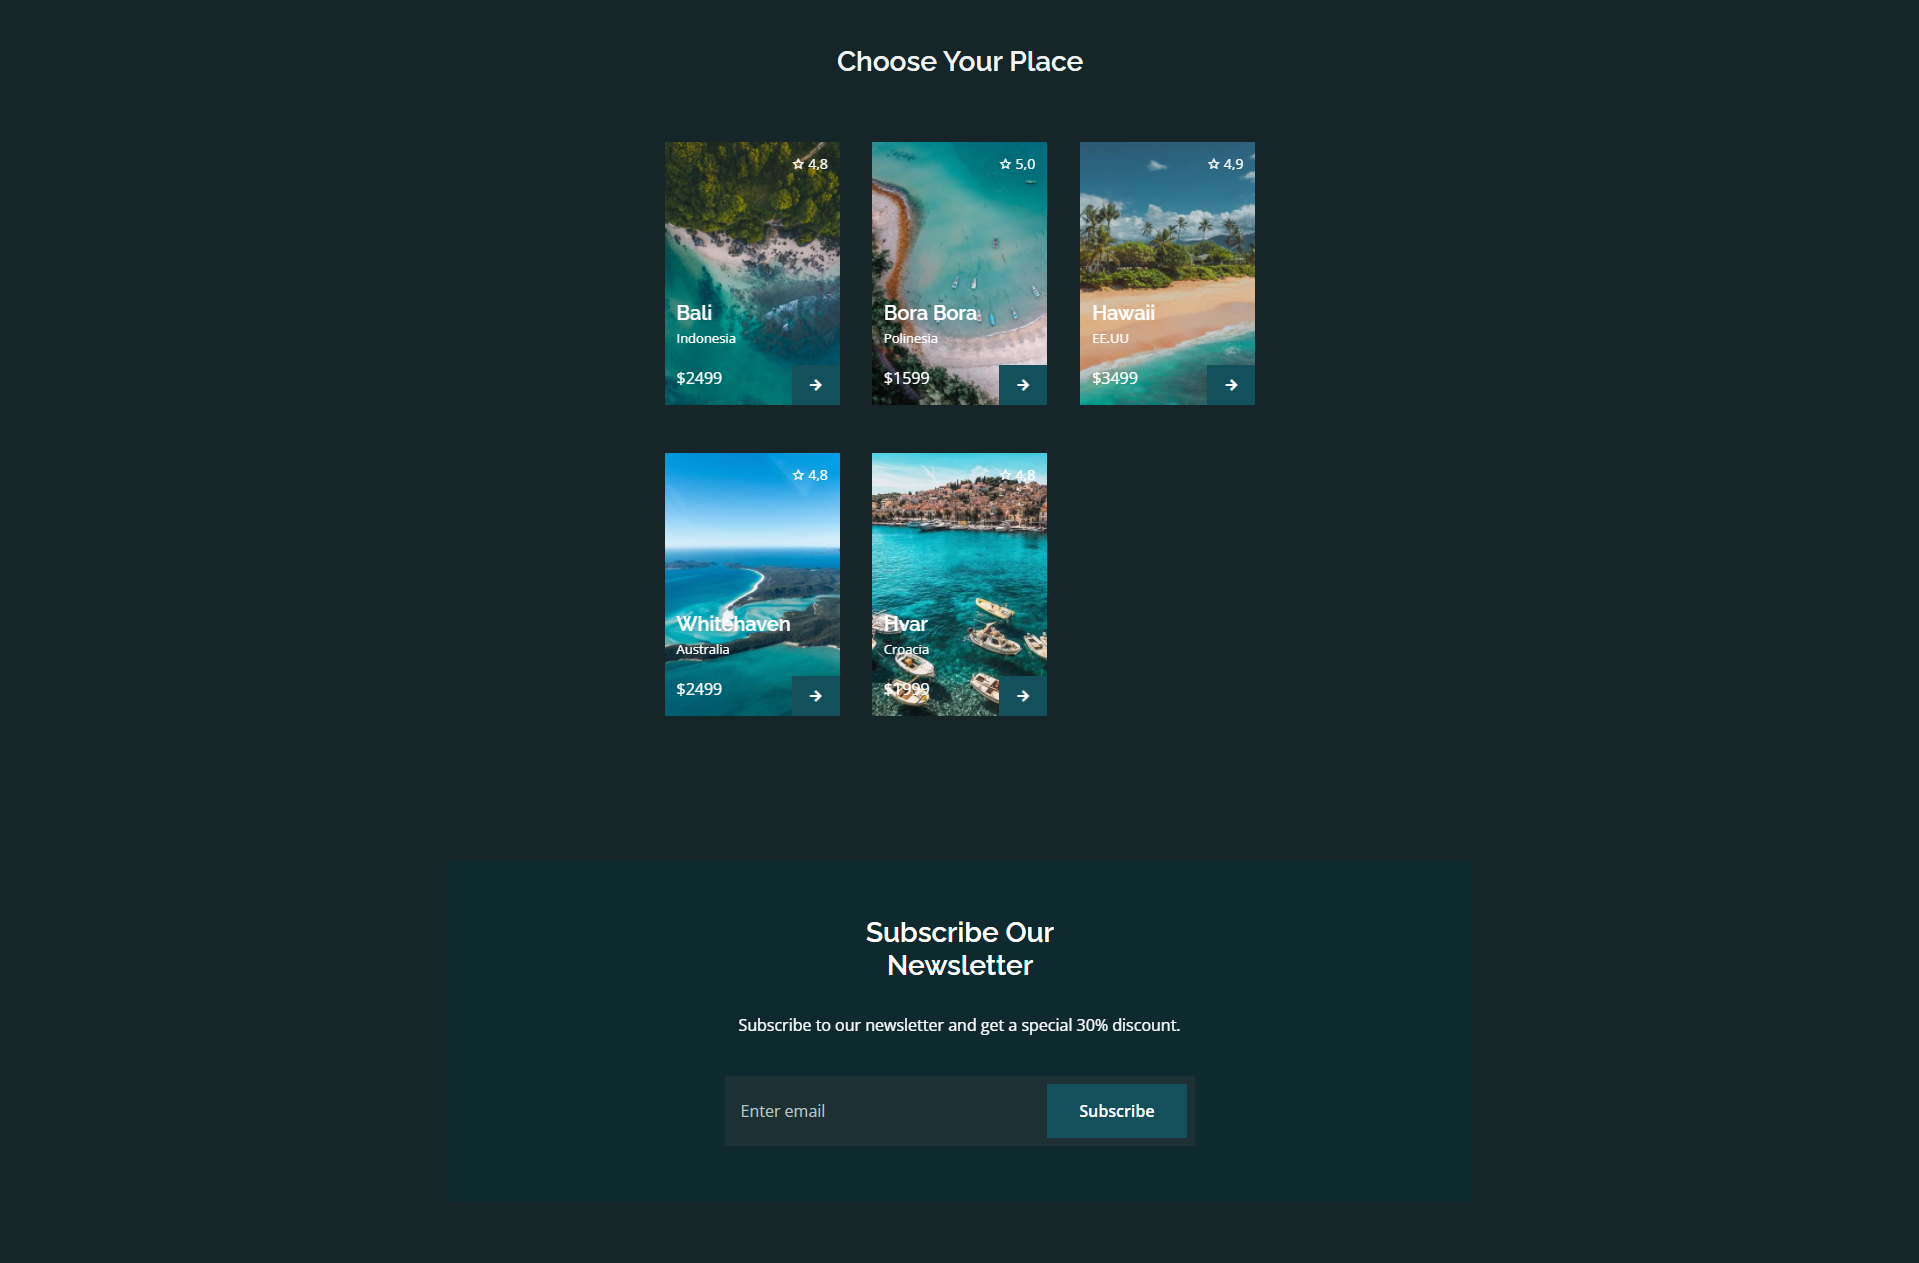 Choose Your Place
4,8
Bali
Indonesia
$2499
5,0
Bora Bora
Polinesia
$1599
4,9
Hawaii
EE.UU
$3499
4,8
Whitehaven
Australia
$2499
4,8
Hvar
Croacia
$1999
Subscribe Our
Newsletter
Subscribe to our newsletter and get a special 30% discount.
Enter email
Subscribe